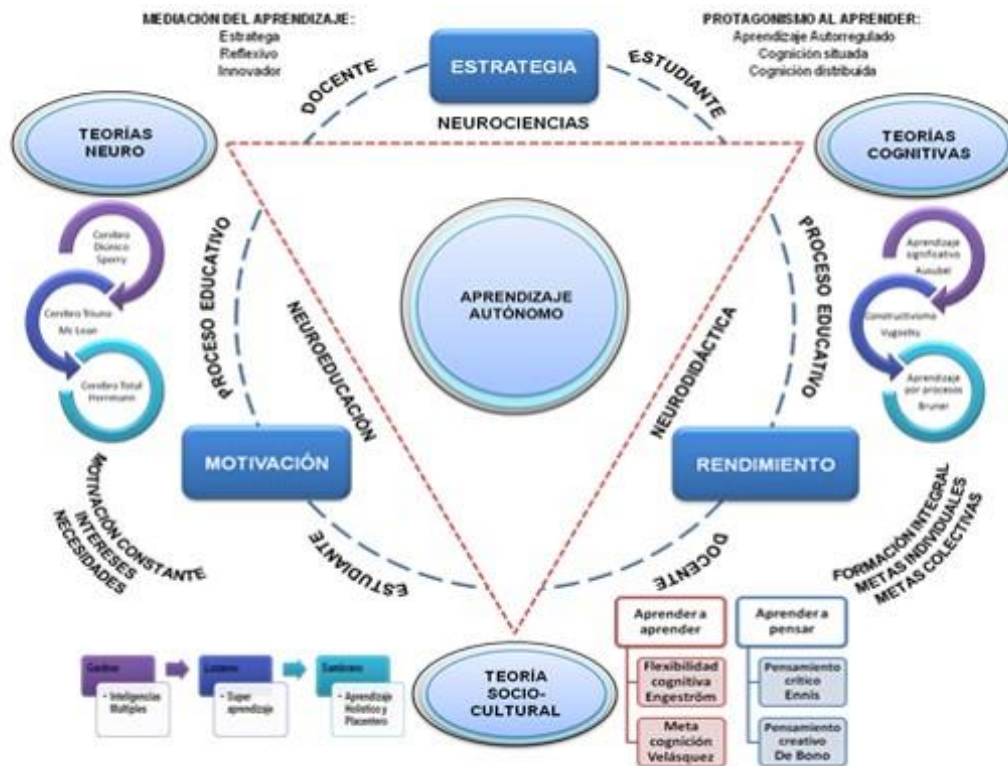 MEDIACIÓN DEL APRENDIZAJE:
Estratega
Reflexivo
Innovador
PROTAGONISMO AL APRENDER:
Aprendizaje Autorregulado
Cognición situada
Cognición distribuida
DOCENTE
ESTRATEGIA
ESTUDIANTE
NEUROCIENCIAS
TEORÍAS
NEURO
TEORÍAS
COGNITIVAS
Cerebro
Diúnico
Sperry
Cerebro Triuno
Mc Lean
Cerebro Total
Herrmann
PROCESO EDUCATIVO
NEUROEDUCACIÓN
APRENDIZAJE
AUTÓNOMO
NEURODIDÁCTICA
PROCESO EDUCATIVO
Aprendizaje
significativo
Ausubel
Constructivismo
Aprendizaje
por procesos
Bruner
MOTIVACIÓN
RENDIMIENTO
MOTIVACIÓN CONSTANTE
INTERESES
NECESIDADES
ESTUDIANTE
DOCENTE
FORMACIÓN INTEGRAL
METAS INDIVIDUALES
METAS COLECTIVAS
Inteligencias
Múltiples
Super
aprendizaje
Aprendizaje
Holístico y
Placentero
TEORÍA
SOCIO-
CULTURAL
Aprender a
aprender
Flexibilidad
cognitiva
Engeström
Meta
cognición
Velásquez
Aprender a
pensar
Pensamiento
crítico
Ennis
Pensamiento
creativo
De Bono